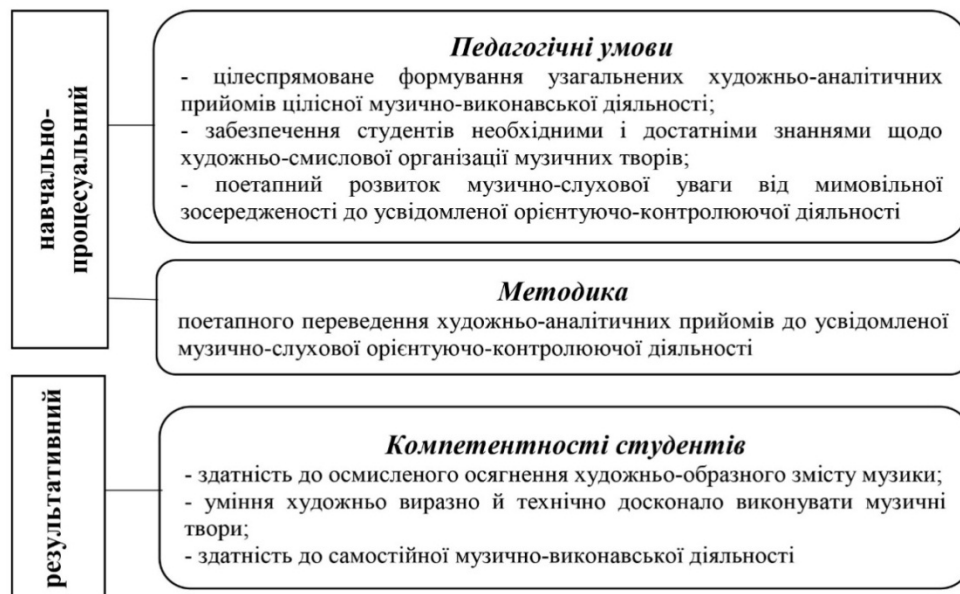 навчально-
процесуальний
Педагогічні умови
- цілеспрямоване формування узагальнених художньо-аналітичних
прийомів цілісної музично-виконавської діяльності;
- забезпечення студентів необхідними і достатніми знаннями щодо
художньо-смислової організації музичних творів;
- поетапний розвиток музично-слухової уваги від мимовільної
зосередженості до усвідомленої орієнтуючо-контролюючої діяльності
Методика
поетапного переведення художньо-аналітичних прийомів до усвідомленої
музично-слухової орієнтуючо-контролюючої діяльності
результативний
Компетентності студентів
- здатність до осмисленого осягнення художньо-образного змісту музики;
- уміння художньо виразно й технічно досконало виконувати музичні
твори;
- здатність до самостійної музично-виконавської діяльності